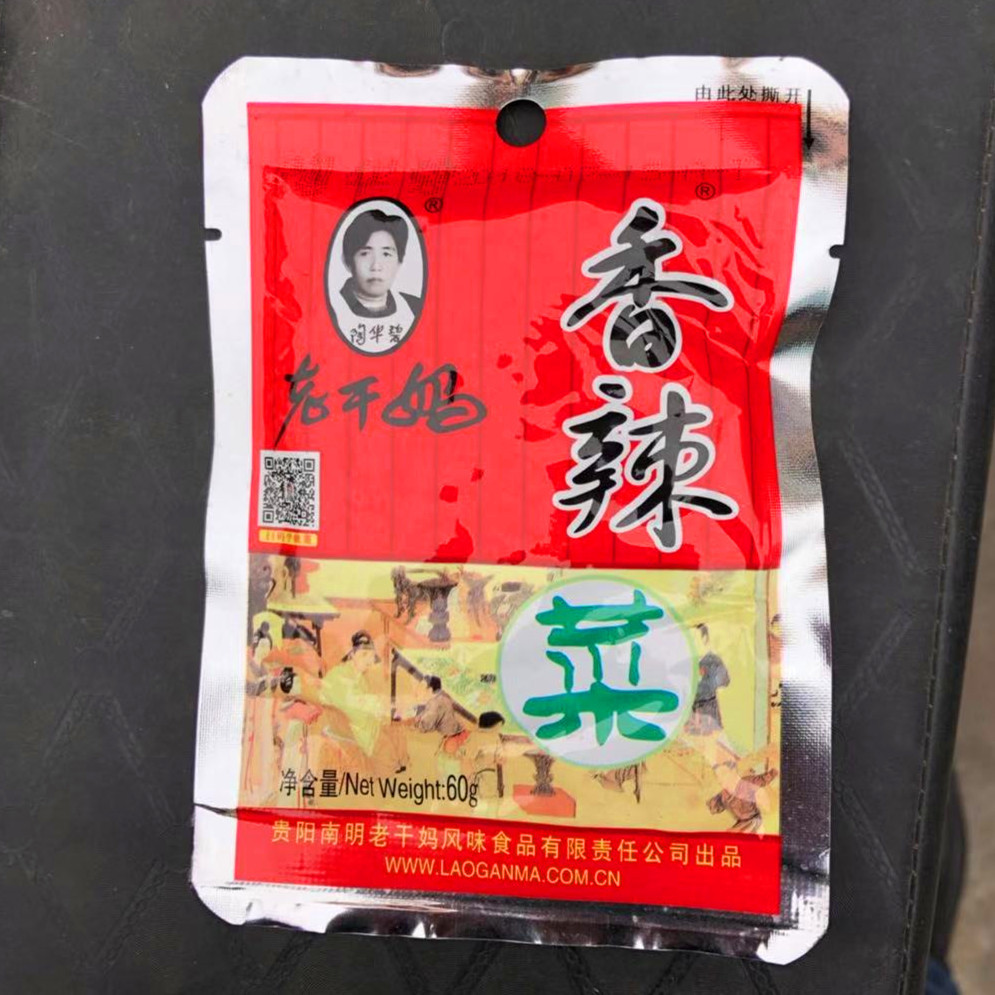 由此处撕开
®
®
陶华碧
老干妈
香辣
菜
净含量/Net Weight:60g
贵阳南明老干妈风味食品有限责任公司出品
WWW.LAOGANMA.COM.CN